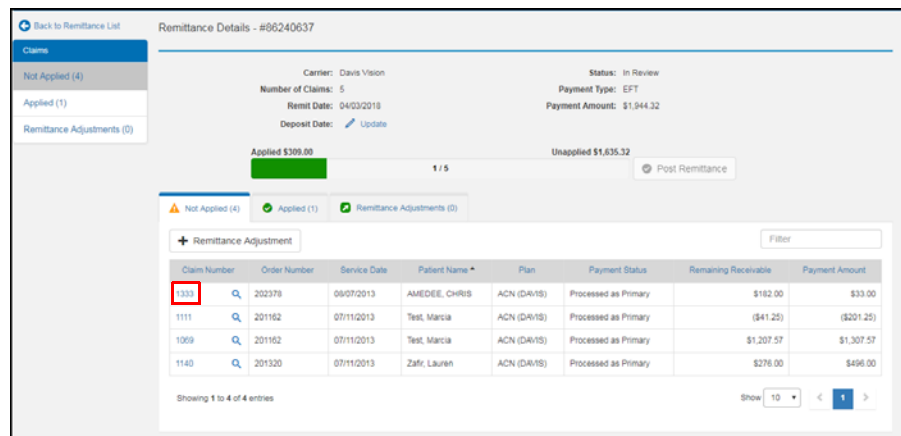 Back to Remittance List
Remittance Details - #86240637
Claims
Not Applied (4)
Applied (1)
Remittance Adjustments (0)
Carrier: Davis Vision
Status: In Review
Number of Claims: 5
Payment Type: EFT
Remit Date: 04/03/2018
Payment Amount: $1,944.32
Deposit Date: Update
Applied $309.00
Unapplied $1,635.32
1 / 5
Post Remittance
Not Applied (4) Applied (1) Remittance Adjustments (0)
Remittance Adjustment
Filter
Claim Number Order Number Service Date Patient Name Plan Payment Status Remaining Receivable Payment Amount
1333 202378 08/07/2013 AMEDEE, CHRIS ACN (DAVIS) Processed as Primary $182.00 $33.00
1111 201162 07/11/2013 Test, Marcia ACN (DAVIS) Processed as Primary ($41.25) ($201.25)
1069 201162 07/11/2013 Test, Marcia ACN (DAVIS) Processed as Primary $1,207.57 $1,307.57
1140 201320 07/11/2013 Zafir, Lauren ACN (DAVIS) Processed as Primary $276.00 $496.00
Showing 1 to 4 of 4 entries
Show 10
1